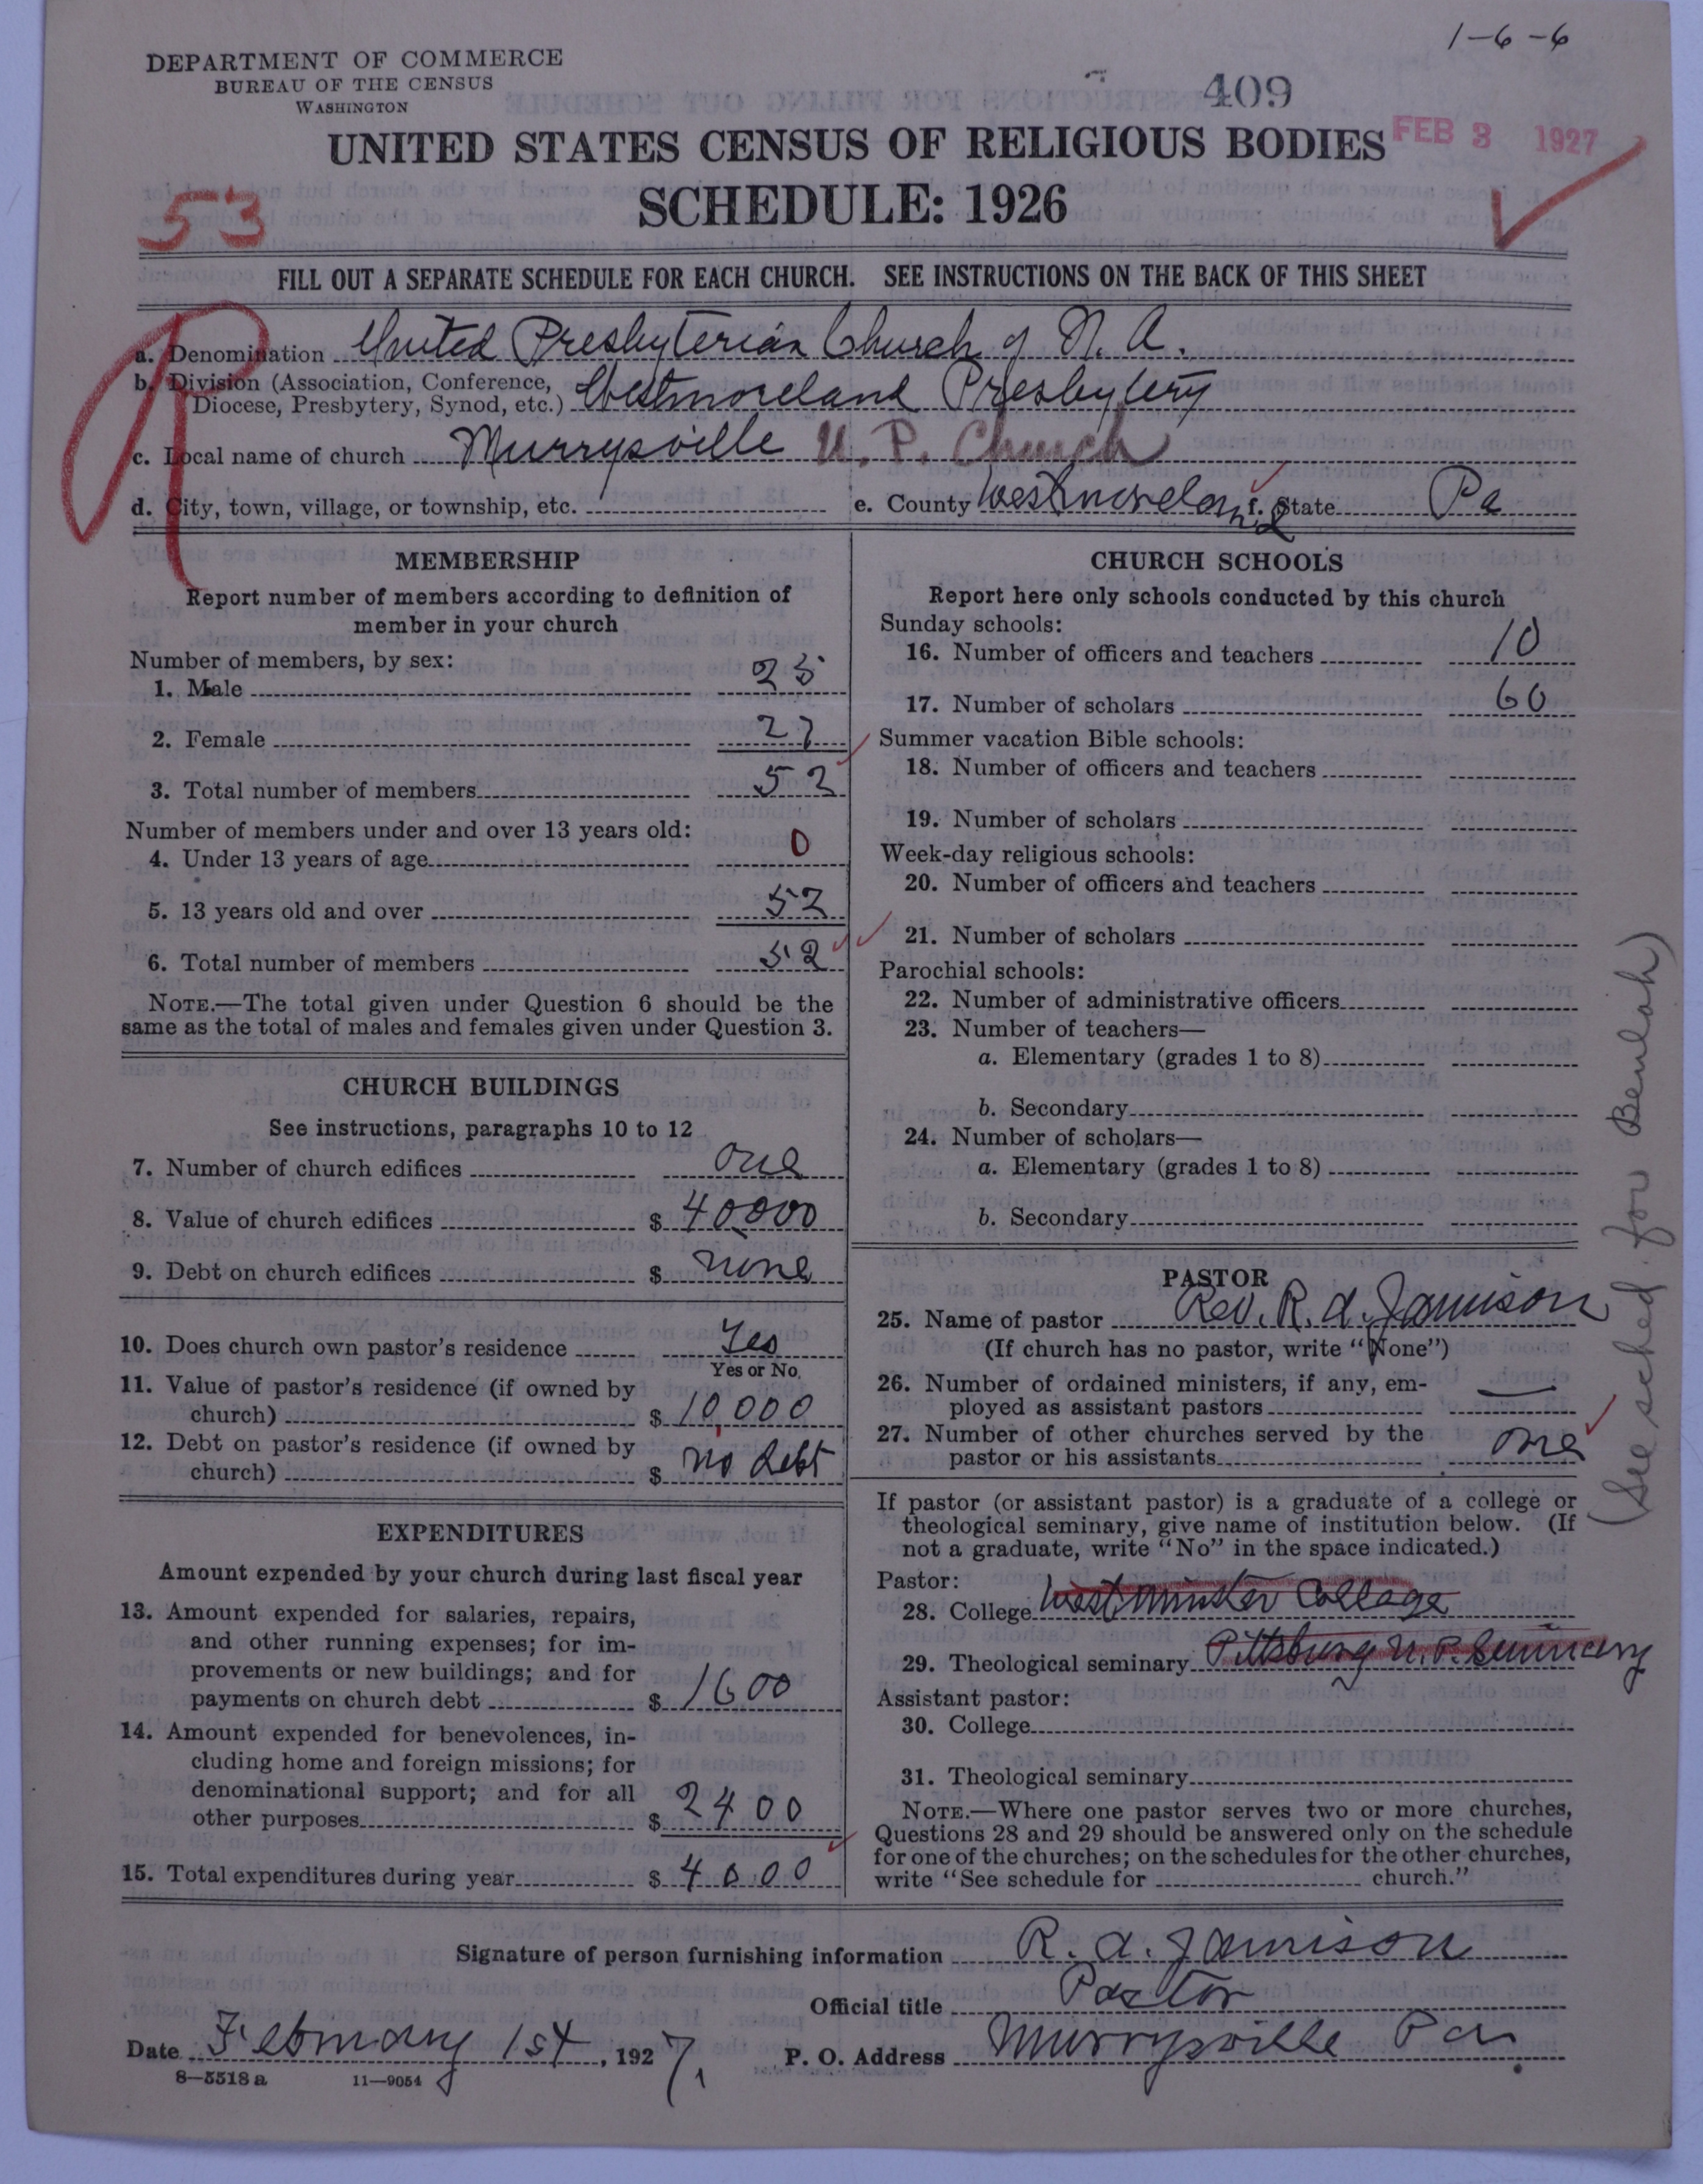 1-6-6
DEPARTMENT OF COMMERCE
BUREAU OF THE CENSUS
WASHINGTON
409
UNITED STATES CENSUS OF RELIGIOUS BODIES
FEB 3 1927
SCHEDULE: 1926
53
FILL OUT A SEPARATE SCHEDULE FOR EACH CHURCH. SEE INSTRUCTIONS ON THE BACK OF THIS SHEET
R
a. Denomination United Presbyterian Church of N. A.
b. Division (Association, Conference,
Diocese, Presbytery, Synod, etc.) Westmoreland Presbytery
c. Local name of church Murrysville U. P. Church
d. City, town, village, or township, etc. e. County Westmoreland f. State Pa
MEMBERSHIP
Report number of members according to definition of
member in your church
Number of members, by sex:
1. Male 25
2. Female 27
3. Total number of members 52
Number of members under and over 13 years old:
4. Under 13 years of age 0
5. 13 years old and over 52
6. Total number of members 52
NOTE.—The total given under Question 6 should be the
same as the total of males and females given under Question 3.
CHURCH BUILDINGS
See instructions, paragraphs 10 to 12
7. Number of church edifices one
8. Value of church edifices $ 40000
9. Debt on church edifices $ none
10. Does church own pastor's residence Yes
Yes or No.
11. Value of pastor's residence (if owned by
church) $ 10,000
12. Debt on pastor's residence (if owned by
church) $ no debt
EXPENDITURES
Amount expended by your church during last fiscal year
13. Amount expended for salaries, repairs,
and other running expenses; for im-
provements or new buildings; and for
payments on church debt $ 1600
14. Amount expended for benevolences, in-
cluding home and foreign missions; for
denominational support; and for all
other purposes $ 2400
15. Total expenditures during year $ 4000
CHURCH SCHOOLS
Report here only schools conducted by this church
Sunday schools:
16. Number of officers and teachers 10
17. Number of scholars 60
Summer vacation Bible schools:
18. Number of officers and teachers
19. Number of scholars
Week-day religious schools:
20. Number of officers and teachers
21. Number of scholars
Parochial schools:
22. Number of administrative officers
23. Number of teachers—
a. Elementary (grades 1 to 8)
b. Secondary
24. Number of scholars—
a. Elementary (grades 1 to 8)
b. Secondary
PASTOR
25. Name of pastor Rev. R. A. Jamison
(If church has no pastor, write "None")
26. Number of ordained ministers, if any, em-
ployed as assistant pastors —
27. Number of other churches served by the
pastor or his assistants one
If pastor (or assistant pastor) is a graduate of a college or
theological seminary, give name of institution below. (If
not a graduate, write "No" in the space indicated.)
Pastor:
28. College Westminster College
29. Theological seminary Pittsburg U. P. Seminary
Assistant pastor:
30. College
31. Theological seminary
NOTE.—Where one pastor serves two or more churches,
Questions 28 and 29 should be answered only on the schedule
for one of the churches; on the schedules for the other churches,
write "See schedule for church."
(See sched. for Beulah)
Signature of person furnishing information R. A. Jamison
Official title Pastor
Date February 1st, 1927. P. O. Address Murrysville Pa.
8—5518 a 11—9054